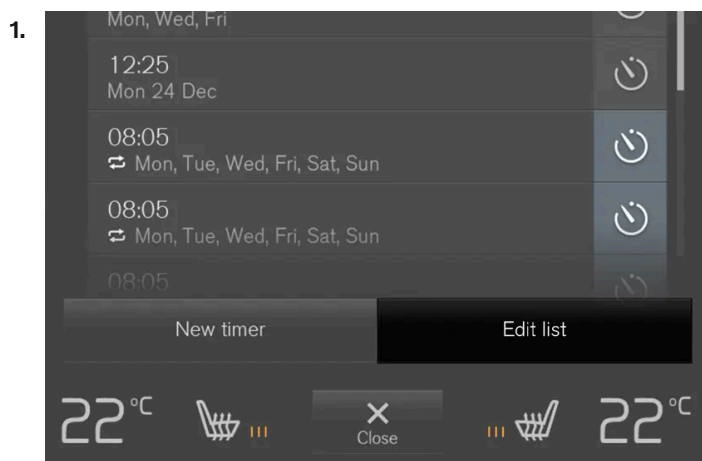 1.
Mon, Wed, Fri
12:25
Mon 24 Dec
08:05
Mon, Tue, Wed, Fri, Sat, Sun
08:05
Mon, Tue, Wed, Fri, Sat, Sun
08:05
New timer
Edit list
22°C
Close
22°C